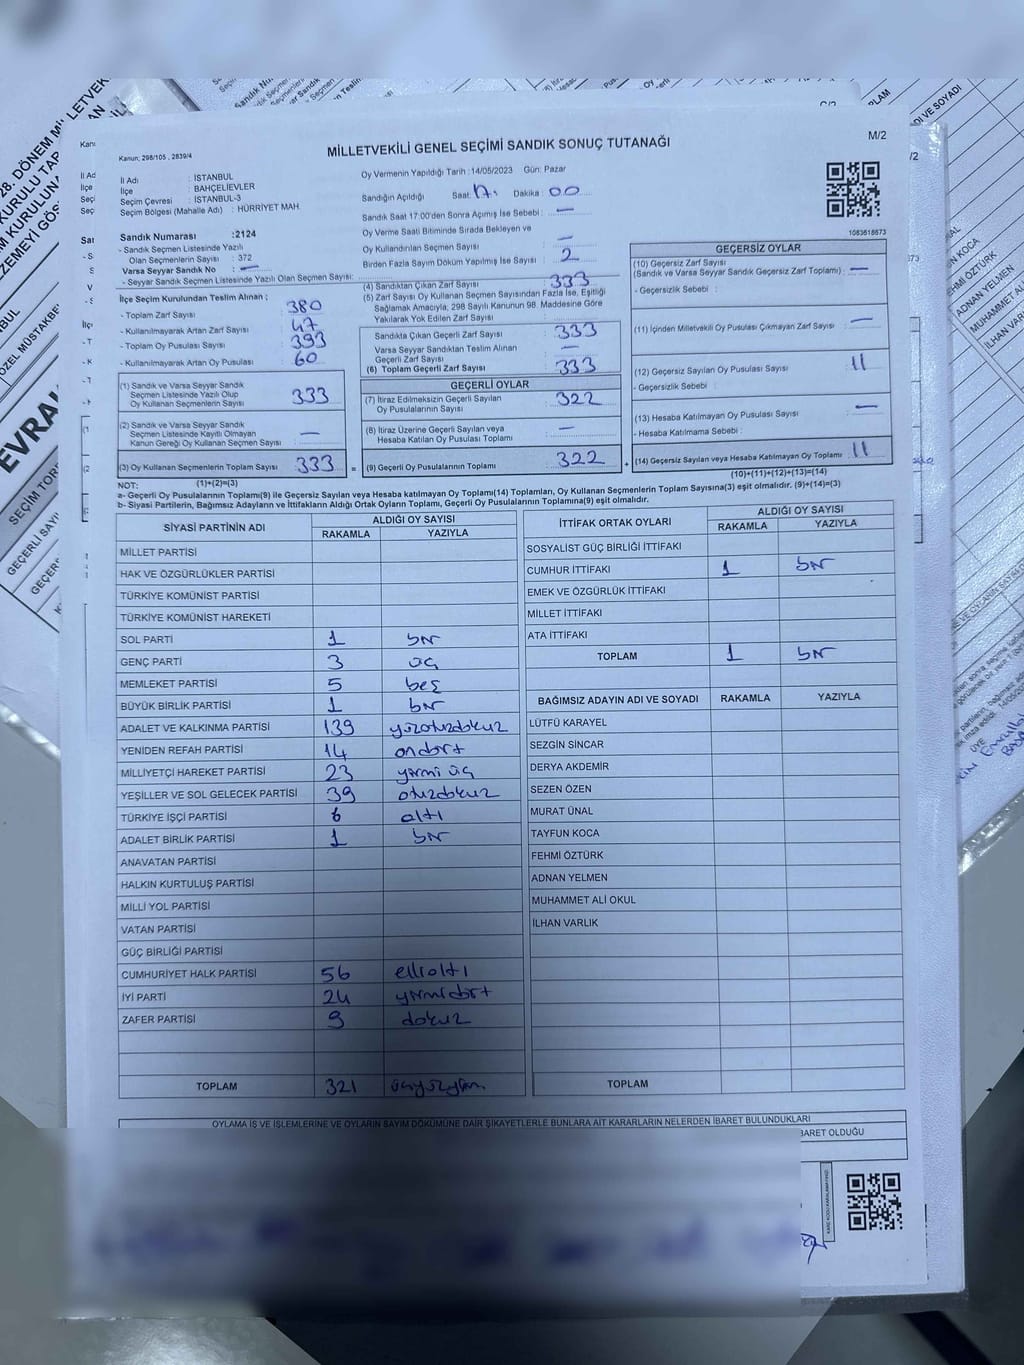 M/2
Kanun; 298/105 , 2839/4
MİLLETVEKİLİ GENEL SEÇİMİ SANDIK SONUÇ TUTANAĞI
İl Adı : İSTANBUL
İlçe : BAHÇELİEVLER
Seçim Çevresi : İSTANBUL-3
Seçim Bölgesi (Mahalle Adı) : HÜRRİYET MAH.
Oy Vermenin Yapıldığı Tarih : 14/05/2023 Gün: Pazar
Sandığın Açıldığı Saat: 17. Dakika : 00
Sandık Saat 17:00'den Sonra Açımış İse Sebebi : —
Oy Verme Saati Bitiminde Sırada Bekleyen ve
Oy Kullandırılan Seçmen Sayısı : —
Birden Fazla Sayım Döküm Yapılmış İse Sayısı : 2
1083618673
Sandık Numarası :2124
- Sandık Seçmen Listesinde Yazılı
Olan Seçmenlerin Sayısı : 372
Varsa Seyyar Sandık No : —
- Seyyar Sandık Seçmen Listesinde Yazılı Olan Seçmen Sayısı:
İlçe Seçim Kurulundan Teslim Alınan ;
- Toplam Zarf Sayısı : 380
- Kullanılmayarak Artan Zarf Sayısı : 47
- Toplam Oy Pusulası Sayısı : 393
- Kullanılmayarak Artan Oy Pusulası : 60
(1) Sandık ve Varsa Seyyar Sandık
Seçmen Listesinde Yazılı Olup
Oy Kullanan Seçmenlerin Sayısı : 333
(2) Sandık ve Varsa Seyyar Sandık
Seçmen Listesinde Kayıtlı Olmayan
Kanun Gereği Oy Kullanan Seçmen Sayısı : —
(3) Oy Kullanan Seçmenlerin Toplam Sayısı : 333 =
(4) Sandıktan Çıkan Zarf Sayısı : 333
(5) Zarf Sayısı Oy Kullanan Seçmen Sayısından Fazla İse, Eşitliği
Sağlamak Amacıyla; 298 Sayılı Kanunun 98. Maddesine Göre
Yakılarak Yok Edilen Zarf Sayısı :
Sandıkta Çıkan Geçerli Zarf Sayısı : 333
Varsa Seyyar Sandıktan Teslim Alınan
Geçerli Zarf Sayısı : —
(6) Toplam Geçerli Zarf Sayısı : 333
GEÇERLİ OYLAR
(7) İtiraz Edilmeksizin Geçerli Sayılan
Oy Pusulalarının Sayısı : 322
(8) İtiraz Üzerine Geçerli Sayılan veya
Hesaba Katılan Oy Pusulası Toplamı : —
(9) Geçerli Oy Pusulalarının Toplamı : 322 +
GEÇERSİZ OYLAR
(10) Geçersiz Zarf Sayısı
(Sandık ve Varsa Seyyar Sandık Geçersiz Zarf Toplamı) : —
- Geçersizlik Sebebi :
(11) İçinden Milletvekili Oy Pusulası Çıkmayan Zarf Sayısı : —
(12) Geçersiz Sayılan Oy Pusulası Sayısı : 11
- Geçersizlik Sebebi :
(13) Hesaba Katılmayan Oy Pusulası Sayısı : —
- Hesaba Katılmama Sebebi :
(14) Geçersiz Sayılan veya Hesaba Katılmayan Oy Toplamı : 11
NOT: (1)+(2)=(3) (10)+(11)+(12)+(13)=(14)
a- Geçerli Oy Pusulalarının Toplamı(9) ile Geçersiz Sayılan veya Hesaba katılmayan Oy Toplamı(14) Toplamları, Oy Kullanan Seçmenlerin Toplam Sayısına(3) eşit olmalıdır. (9)+(14)=(3)
b- Siyasi Partilerin, Bağımsız Adayların ve İttifakların Aldığı Ortak Oyların Toplamı, Geçerli Oy Pusulalarının Toplamına(9) eşit olmalıdır.
SİYASİ PARTİNİN ADI ALDIĞI OY SAYISI
RAKAMLA YAZIYLA
MİLLET PARTİSİ
HAK VE ÖZGÜRLÜKLER PARTİSİ
TÜRKİYE KOMÜNİST PARTİSİ
TÜRKİYE KOMÜNİST HAREKETİ
SOL PARTİ 1 bir
GENÇ PARTİ 3 üç
MEMLEKET PARTİSİ 5 beş
BÜYÜK BİRLİK PARTİSİ 1 bir
ADALET VE KALKINMA PARTİSİ 139 yüzotuzdokuz
YENİDEN REFAH PARTİSİ 14 ondört
MİLLİYETÇİ HAREKET PARTİSİ 23 yirmi üç
YEŞİLLER VE SOL GELECEK PARTİSİ 39 otuzdokuz
TÜRKİYE İŞÇİ PARTİSİ 6 altı
ADALET BİRLİK PARTİSİ 1 bir
ANAVATAN PARTİSİ
HALKIN KURTULUŞ PARTİSİ
MİLLİ YOL PARTİSİ
VATAN PARTİSİ
GÜÇ BİRLİĞİ PARTİSİ
CUMHURİYET HALK PARTİSİ 56 ellialtı
İYİ PARTİ 24 yirmidört
ZAFER PARTİSİ 9 dokuz
TOPLAM 321
İTTİFAK ORTAK OYLARI ALDIĞI OY SAYISI
RAKAMLA YAZIYLA
SOSYALİST GÜÇ BİRLİĞİ İTTİFAKI
CUMHUR İTTİFAKI 1 bir
EMEK VE ÖZGÜRLÜK İTTİFAKI
MİLLET İTTİFAKI
ATA İTTİFAKI
TOPLAM 1 bir
BAĞIMSIZ ADAYIN ADI VE SOYADI RAKAMLA YAZIYLA
LÜTFÜ KARAYEL
SEZGİN SİNCAR
DERYA AKDEMİR
SEZEN ÖZEN
MURAT ÜNAL
TAYFUN KOCA
FEHMİ ÖZTÜRK
ADNAN YELMEN
MUHAMMET ALİ OKUL
İLHAN VARLIK
TOPLAM
OYLAMA İŞ VE İŞLEMLERİNE VE OYLARIN SAYIM DÖKÜMÜNE DAİR ŞİKAYETLERLE BUNLARA AİT KARARLARIN NELERDEN İBARET BULUNDUKLARI
BARET OLDUĞU